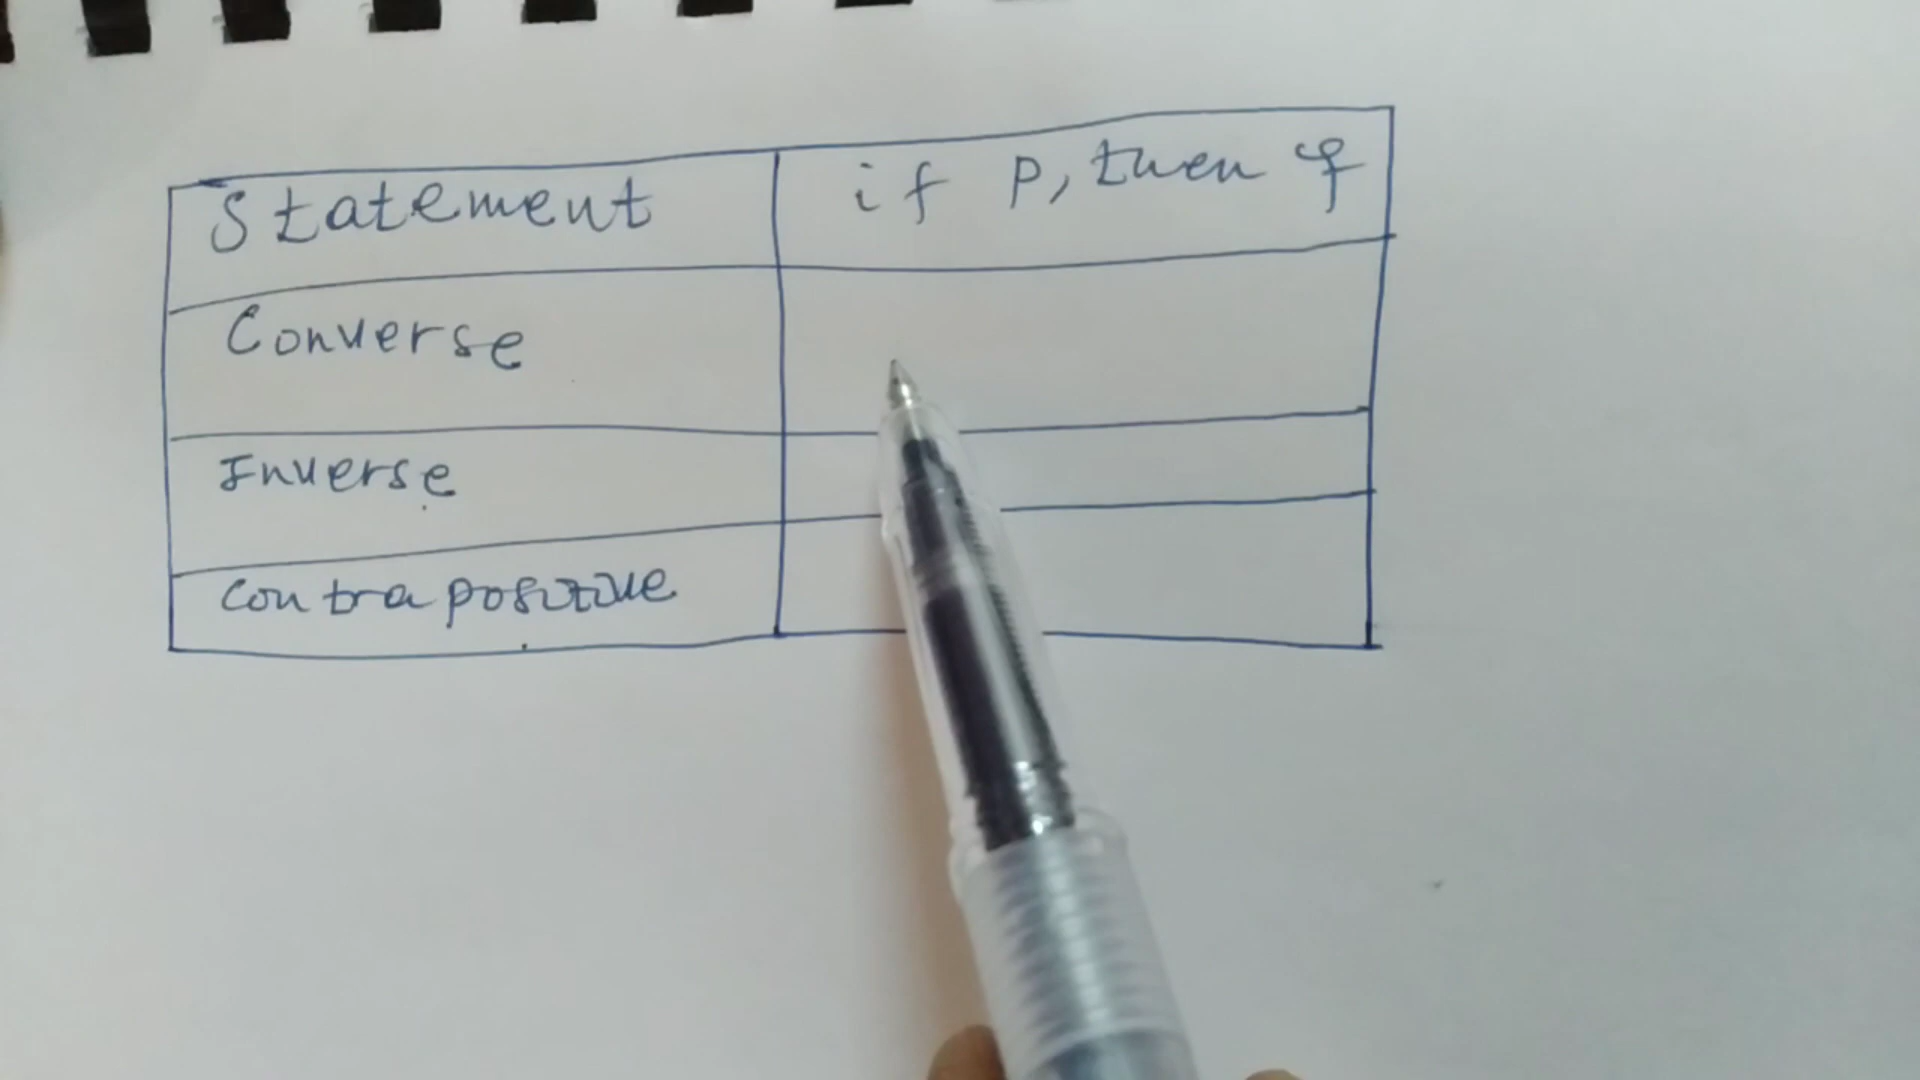 Statement if P, then q
Converse
Inverse
Contrapositive